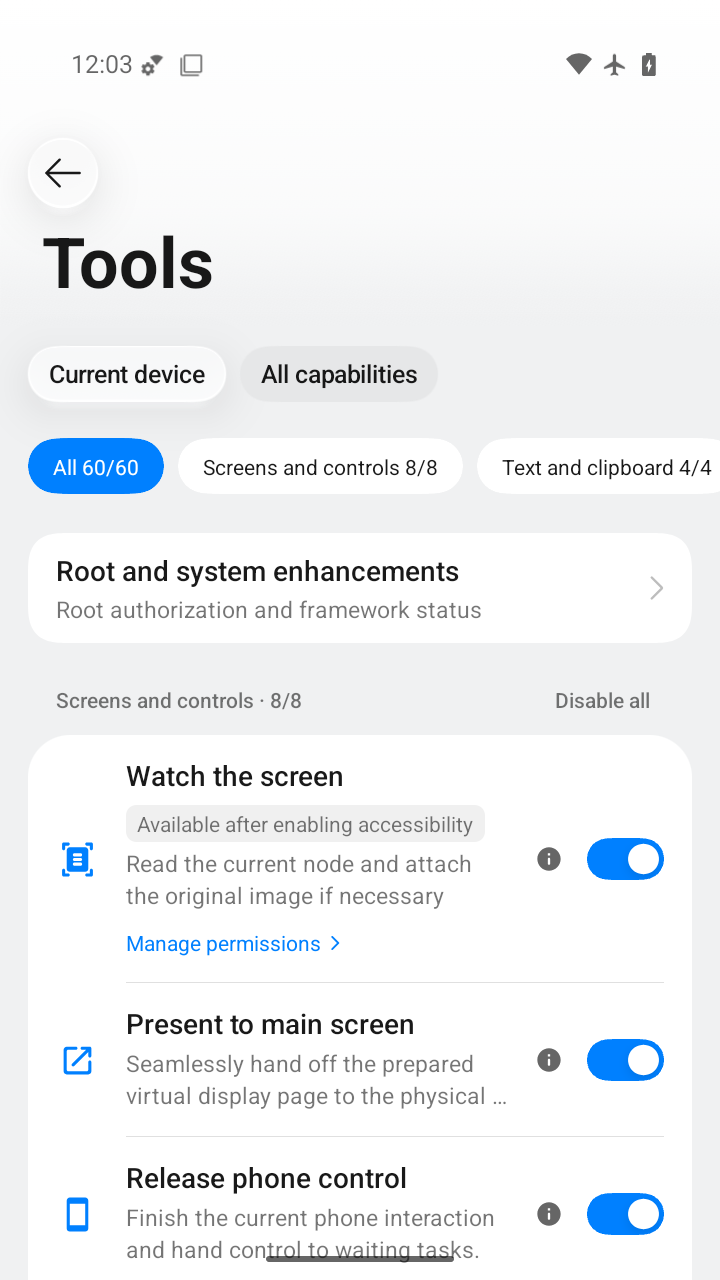 12:03
Tools
Current device
All capabilities
All 60/60
Screens and controls 8/8
Text and clipboard 4/4
Root and system enhancements
Root authorization and framework status
Screens and controls · 8/8
Disable all
Watch the screen
Available after enabling accessibility
Read the current node and attach
the original image if necessary
Manage permissions
Present to main screen
Seamlessly hand off the prepared
virtual display page to the physical ...
Release phone control
Finish the current phone interaction
and hand control to waiting tasks.